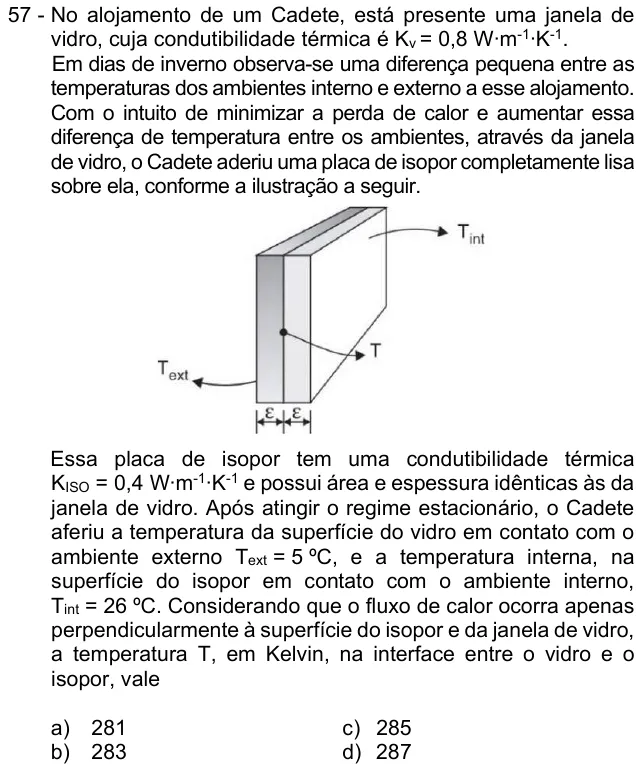 57 - No alojamento de um Cadete, está presente uma janela de
vidro, cuja condutibilidade térmica é Kᵥ = 0,8 W·m⁻¹·K⁻¹.
Em dias de inverno observa-se uma diferença pequena entre as
temperaturas dos ambientes interno e externo a esse alojamento.
Com o intuito de minimizar a perda de calor e aumentar essa
diferença de temperatura entre os ambientes, através da janela
de vidro, o Cadete aderiu uma placa de isopor completamente lisa
sobre ela, conforme a ilustração a seguir.
T int
T
T ext
ε ε
Essa placa de isopor tem uma condutibilidade térmica
K ISO = 0,4 W·m⁻¹·K⁻¹ e possui área e espessura idênticas às da
janela de vidro. Após atingir o regime estacionário, o Cadete
aferiu a temperatura da superfície do vidro em contato com o
ambiente externo T ext = 5 ºC, e a temperatura interna, na
superfície do isopor em contato com o ambiente interno,
T int = 26 ºC. Considerando que o fluxo de calor ocorra apenas
perpendicularmente à superfície do isopor e da janela de vidro,
a temperatura T, em Kelvin, na interface entre o vidro e o
isopor, vale
a) 281 c) 285
b) 283 d) 287